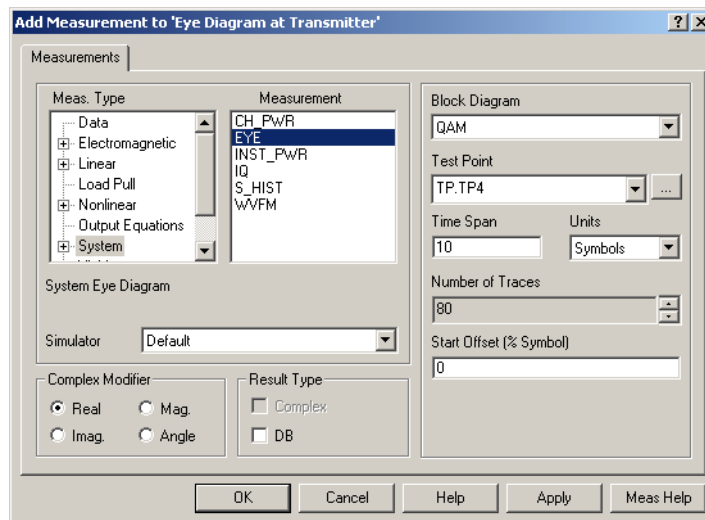 Add Measurement to 'Eye Diagram at Transmitter'
Measurements
Meas. Type
Data
Electromagnetic
Linear
Load Pull
Nonlinear
Output Equations
System
Measurement
CH_PWR
EYE
INST_PWR
IQ
S_HIST
WVFM
System Eye Diagram
Simulator
Default
Complex Modifier
Real
Mag.
Imag.
Angle
Result Type
Complex
DB
Block Diagram
QAM
Test Point
TP.TP4
...
Time Span
Units
10
Symbols
Number of Traces
80
Start Offset (% Symbol)
0
OK
Cancel
Help
Apply
Meas Help